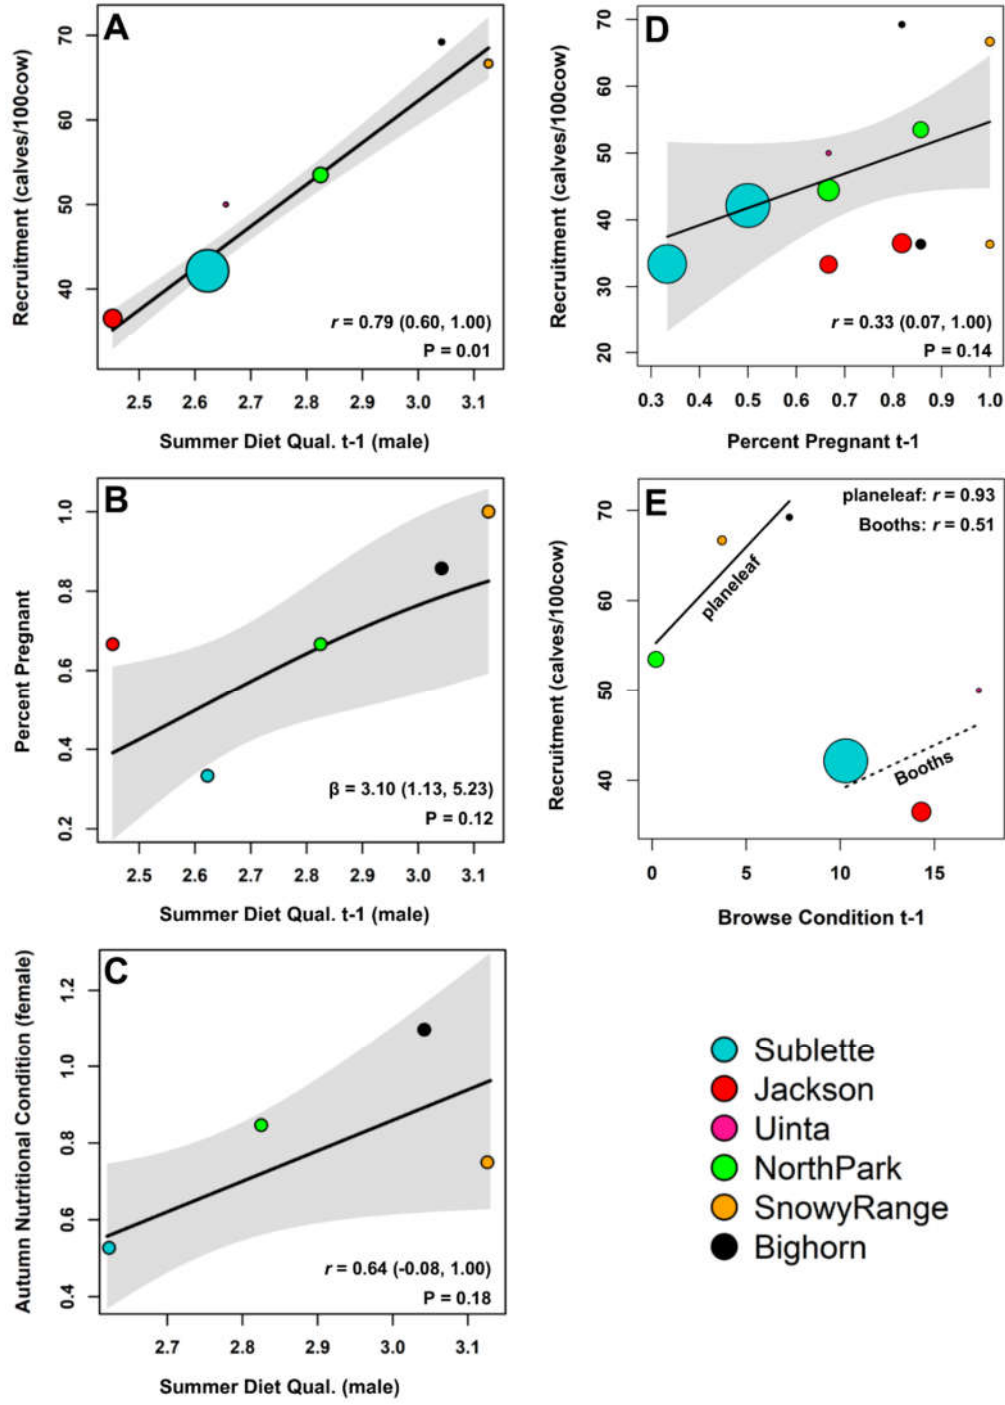 A
Recruitment (calves/100cow)
70
60
50
40
r = 0.79 (0.60, 1.00)
P = 0.01
2.5 2.6 2.7 2.8 2.9 3.0 3.1
Summer Diet Qual. t-1 (male)
D
Recruitment (calves/100cow)
70
60
50
40
30
20
r = 0.33 (0.07, 1.00)
P = 0.14
0.3 0.4 0.5 0.6 0.7 0.8 0.9 1.0
Percent Pregnant t-1
B
Percent Pregnant
1.0
0.8
0.6
0.4
0.2
β = 3.10 (1.13, 5.23)
P = 0.12
2.5 2.6 2.7 2.8 2.9 3.0 3.1
Summer Diet Qual. t-1 (male)
E
Recruitment (calves/100cow)
planeleaf: r = 0.93
Booths: r = 0.51
70
60
50
40
planeleaf
Booths
0 5 10 15
Browse Condition t-1
C
Autumn Nutritional Condition (female)
1.2
1.0
0.8
0.6
0.4
r = 0.64 (-0.08, 1.00)
P = 0.18
2.7 2.8 2.9 3.0 3.1
Summer Diet Qual. (male)
Sublette
Jackson
Uinta
NorthPark
SnowyRange
Bighorn